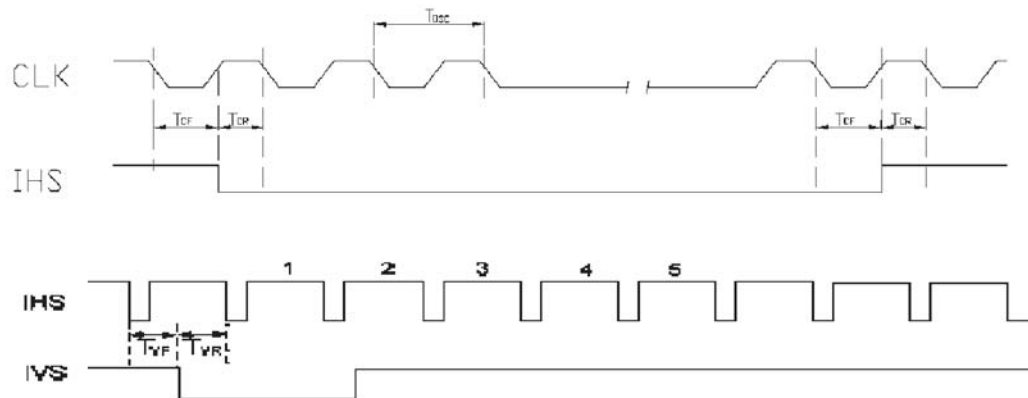 Tosc
CLK
TCF TCR TCF TCR
IHS
1 2 3 4 5
IHS
TVF TVR
IVS